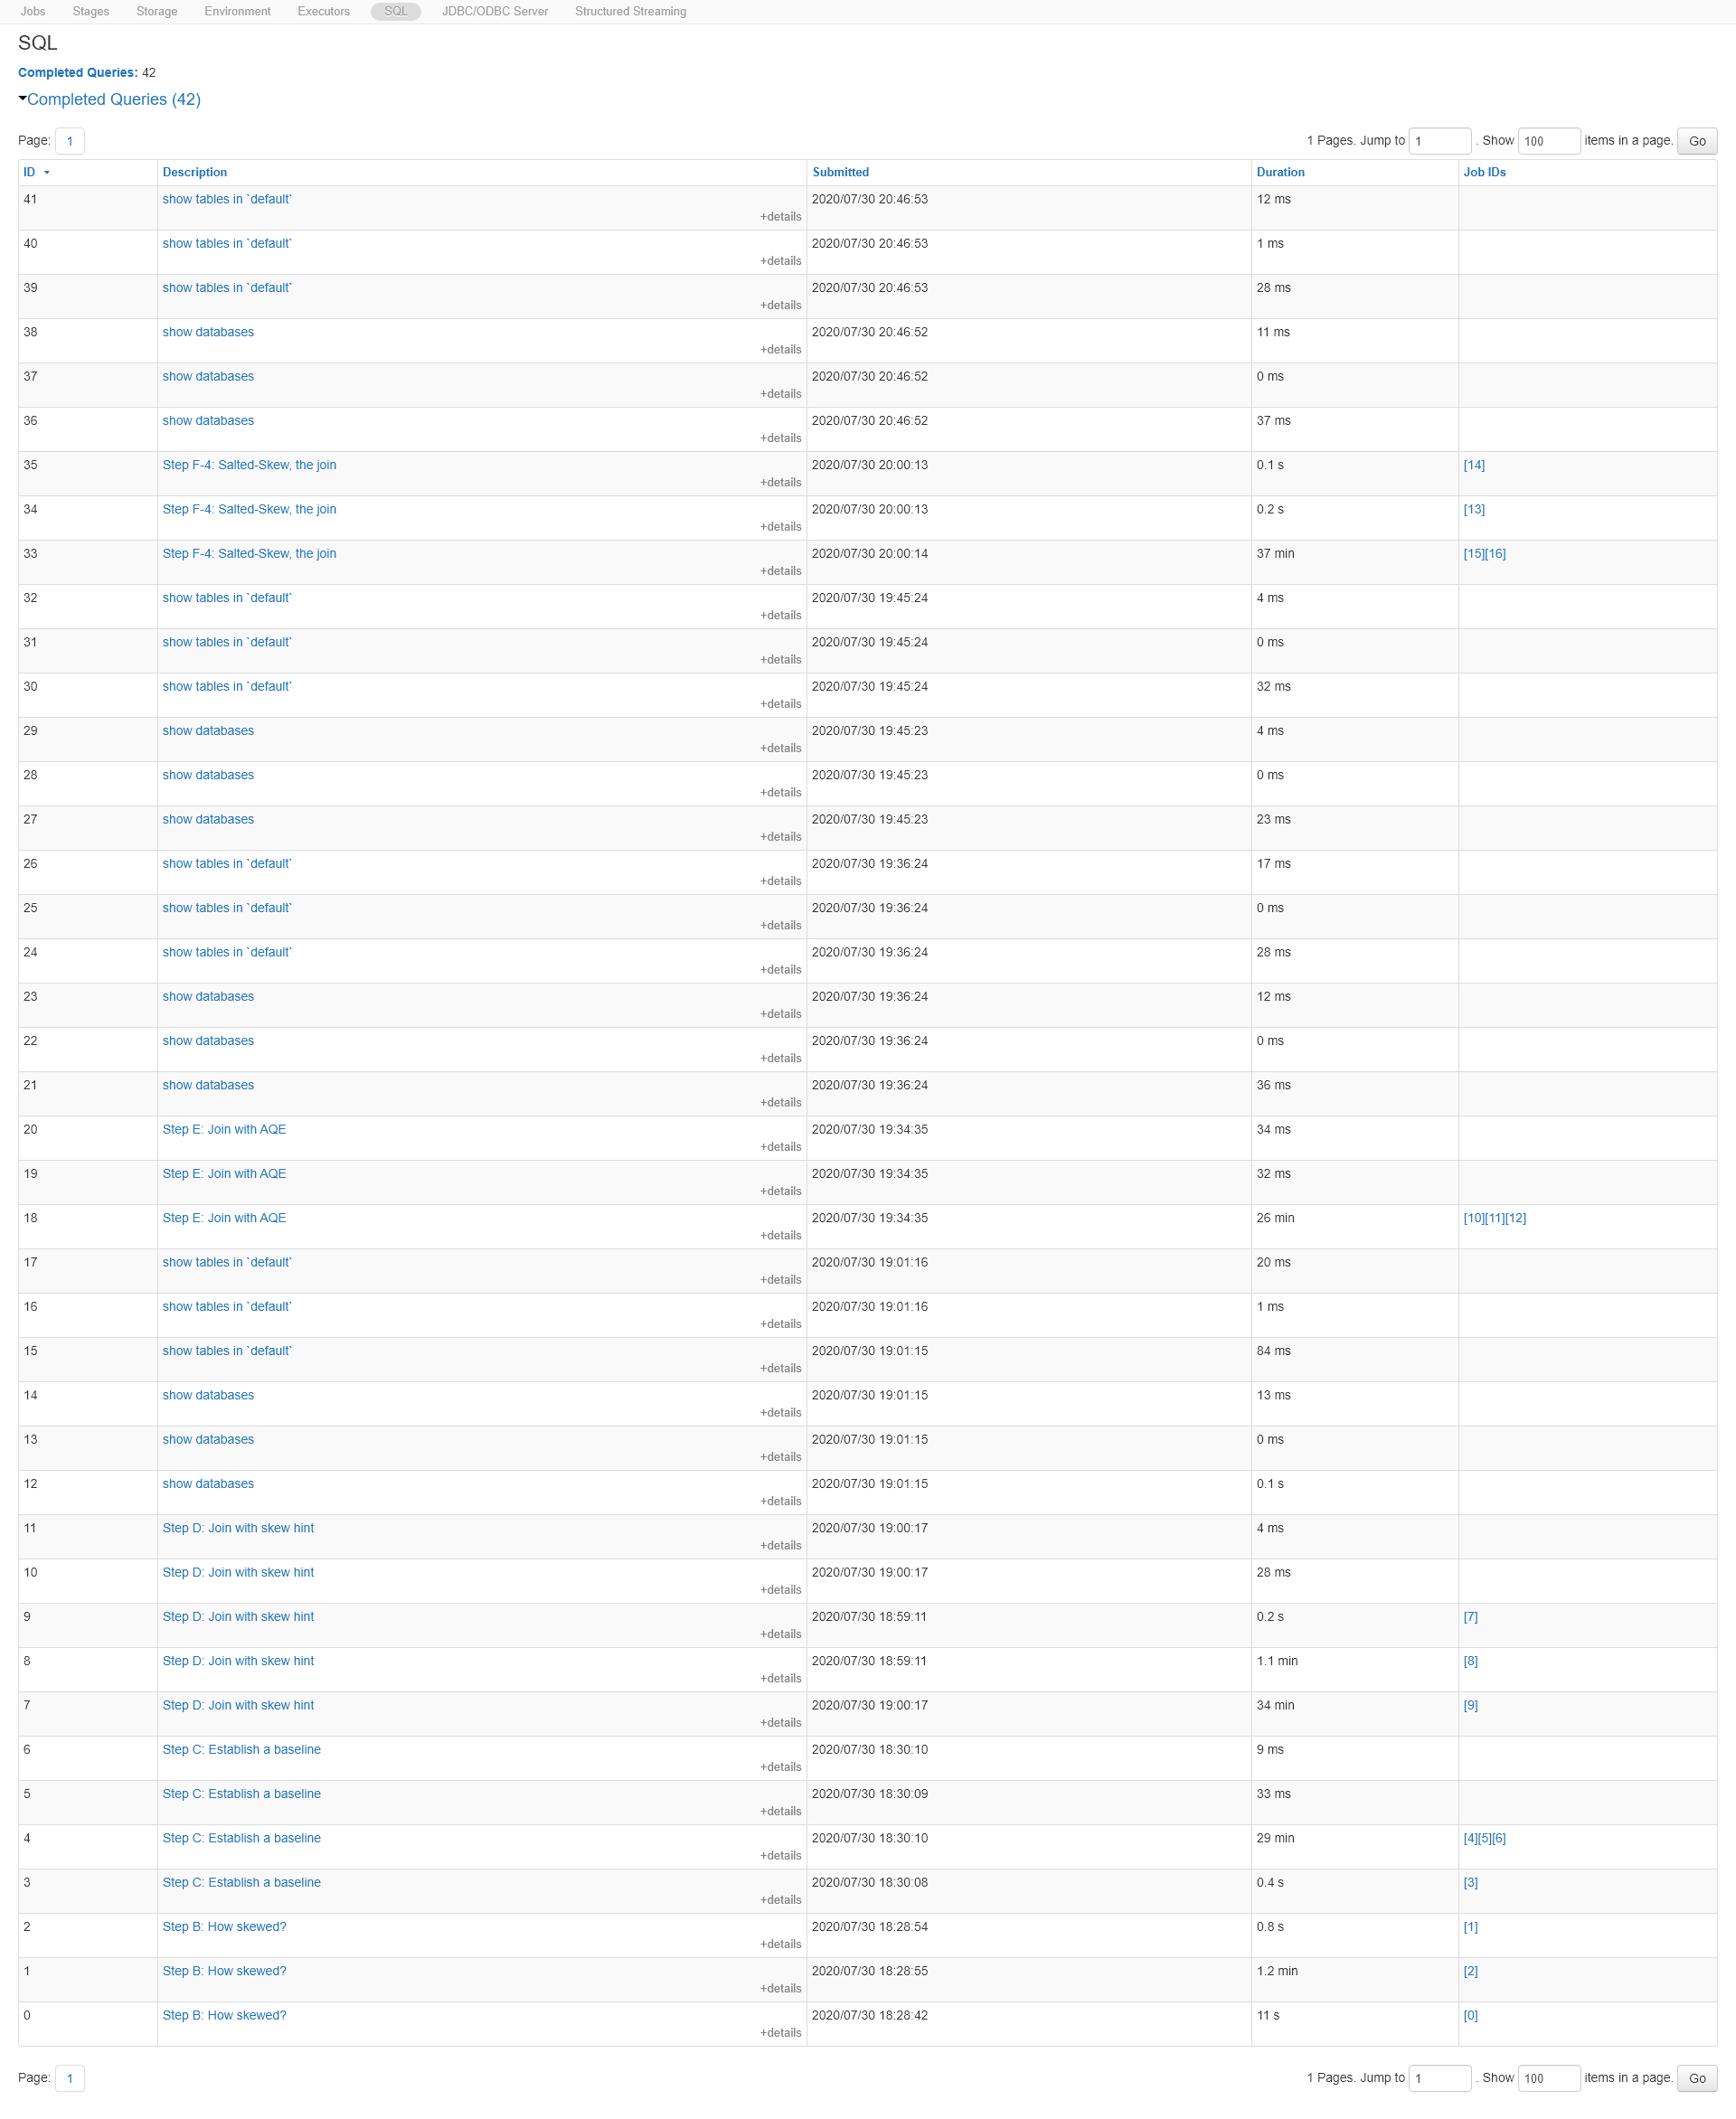 Jobs Stages Storage Environment Executors SQL JDBC/ODBC Server Structured Streaming
SQL
Completed Queries: 42
Completed Queries (42)
Page: 1 1 Pages. Jump to 1 . Show 100 items in a page. Go
ID Description Submitted Duration Job IDs
41 show tables in `default` 2020/07/30 20:46:53 12 ms
+details
40 show tables in `default` 2020/07/30 20:46:53 1 ms
+details
39 show tables in `default` 2020/07/30 20:46:53 28 ms
+details
38 show databases 2020/07/30 20:46:52 11 ms
+details
37 show databases 2020/07/30 20:46:52 0 ms
+details
36 show databases 2020/07/30 20:46:52 37 ms
+details
35 Step F-4: Salted-Skew, the join 2020/07/30 20:00:13 0.1 s [14]
+details
34 Step F-4: Salted-Skew, the join 2020/07/30 20:00:13 0.2 s [13]
+details
33 Step F-4: Salted-Skew, the join 2020/07/30 20:00:14 37 min [15][16]
+details
32 show tables in `default` 2020/07/30 19:45:24 4 ms
+details
31 show tables in `default` 2020/07/30 19:45:24 0 ms
+details
30 show tables in `default` 2020/07/30 19:45:24 32 ms
+details
29 show databases 2020/07/30 19:45:23 4 ms
+details
28 show databases 2020/07/30 19:45:23 0 ms
+details
27 show databases 2020/07/30 19:45:23 23 ms
+details
26 show tables in `default` 2020/07/30 19:36:24 17 ms
+details
25 show tables in `default` 2020/07/30 19:36:24 0 ms
+details
24 show tables in `default` 2020/07/30 19:36:24 28 ms
+details
23 show databases 2020/07/30 19:36:24 12 ms
+details
22 show databases 2020/07/30 19:36:24 0 ms
+details
21 show databases 2020/07/30 19:36:24 36 ms
+details
20 Step E: Join with AQE 2020/07/30 19:34:35 34 ms
+details
19 Step E: Join with AQE 2020/07/30 19:34:35 32 ms
+details
18 Step E: Join with AQE 2020/07/30 19:34:35 26 min [10][11][12]
+details
17 show tables in `default` 2020/07/30 19:01:16 20 ms
+details
16 show tables in `default` 2020/07/30 19:01:16 1 ms
+details
15 show tables in `default` 2020/07/30 19:01:15 84 ms
+details
14 show databases 2020/07/30 19:01:15 13 ms
+details
13 show databases 2020/07/30 19:01:15 0 ms
+details
12 show databases 2020/07/30 19:01:15 0.1 s
+details
11 Step D: Join with skew hint 2020/07/30 19:00:17 4 ms
+details
10 Step D: Join with skew hint 2020/07/30 19:00:17 28 ms
+details
9 Step D: Join with skew hint 2020/07/30 18:59:11 0.2 s [7]
+details
8 Step D: Join with skew hint 2020/07/30 18:59:11 1.1 min [8]
+details
7 Step D: Join with skew hint 2020/07/30 19:00:17 34 min [9]
+details
6 Step C: Establish a baseline 2020/07/30 18:30:10 9 ms
+details
5 Step C: Establish a baseline 2020/07/30 18:30:09 33 ms
+details
4 Step C: Establish a baseline 2020/07/30 18:30:10 29 min [4][5][6]
+details
3 Step C: Establish a baseline 2020/07/30 18:30:08 0.4 s [3]
+details
2 Step B: How skewed? 2020/07/30 18:28:54 0.8 s [1]
+details
1 Step B: How skewed? 2020/07/30 18:28:55 1.2 min [2]
+details
0 Step B: How skewed? 2020/07/30 18:28:42 11 s [0]
+details
Page: 1 1 Pages. Jump to 1 . Show 100 items in a page. Go